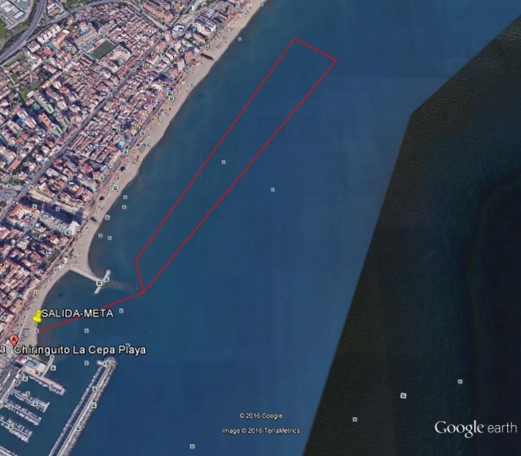 SALIDA-META
a
Chiringuito La Cepa Playa
© 2016 Google
Image © 2016 TerraMetrics
Google earth